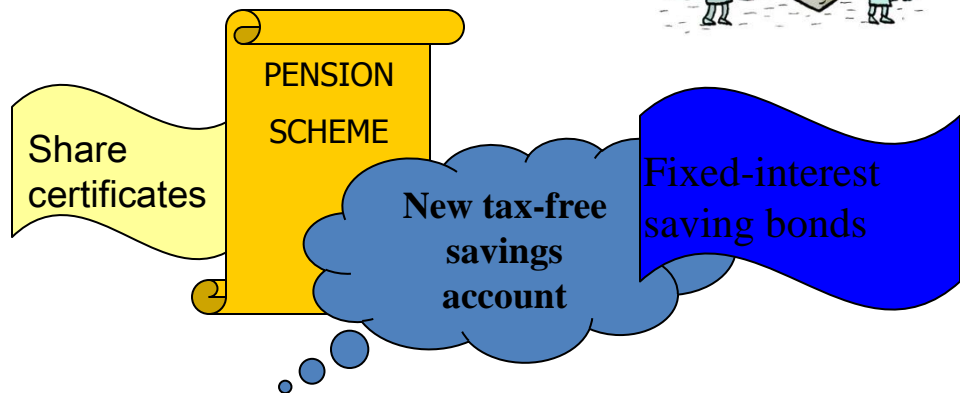 Share
certificates
PENSION
SCHEME
New tax-free
savings
account
Fixed-interest
saving bonds